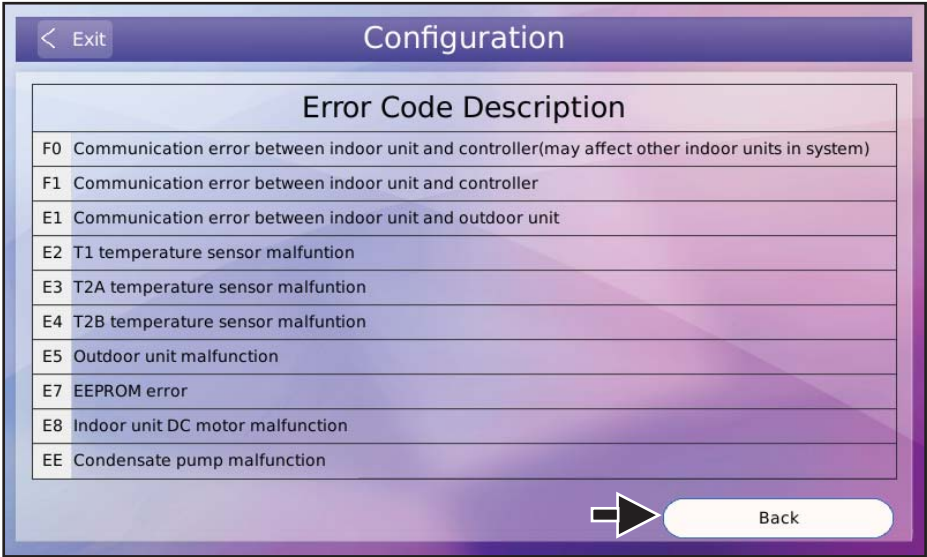 Exit
Configuration
Error Code Description
F0 Communication error between indoor unit and controller(may affect other indoor units in system)
F1 Communication error between indoor unit and controller
E1 Communication error between indoor unit and outdoor unit
E2 T1 temperature sensor malfuntion
E3 T2A temperature sensor malfuntion
E4 T2B temperature sensor malfuntion
E5 Outdoor unit malfunction
E7 EEPROM error
E8 Indoor unit DC motor malfunction
EE Condensate pump malfunction
Back